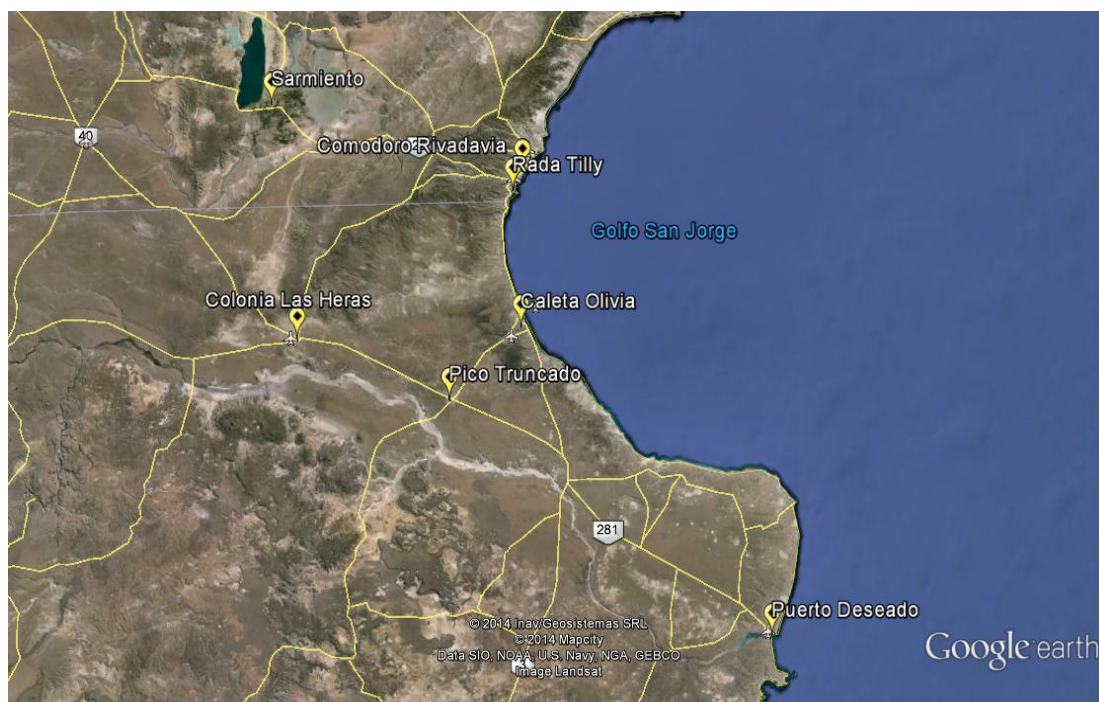 Sarmiento
40
Comodoro Rivadavia
Rada Tilly
Golfo San Jorge
Colonia Las Heras
Caleta Olivia
Pico Truncado
281
Puerto Deseado
© 2014 Inav/Geosistemas SRL
© 2014 Mapcity
Data SIO, NOAA, U.S. Navy, NGA, GEBCO
Image Landsat
Google earth